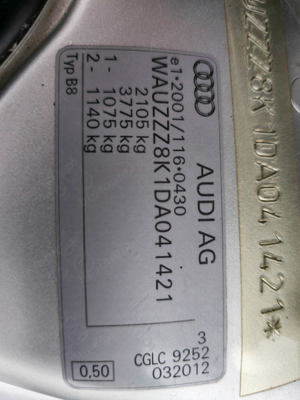 AUDI AG
e1*2001/116*0430
WAUZZZ8K1DA041421
2105 kg
3775 kg
1 - 1075 kg
2 - 1140 kg
Typ B8
3
CGLC 9252
032012
0,50
AUZZZ8K1DA041421*